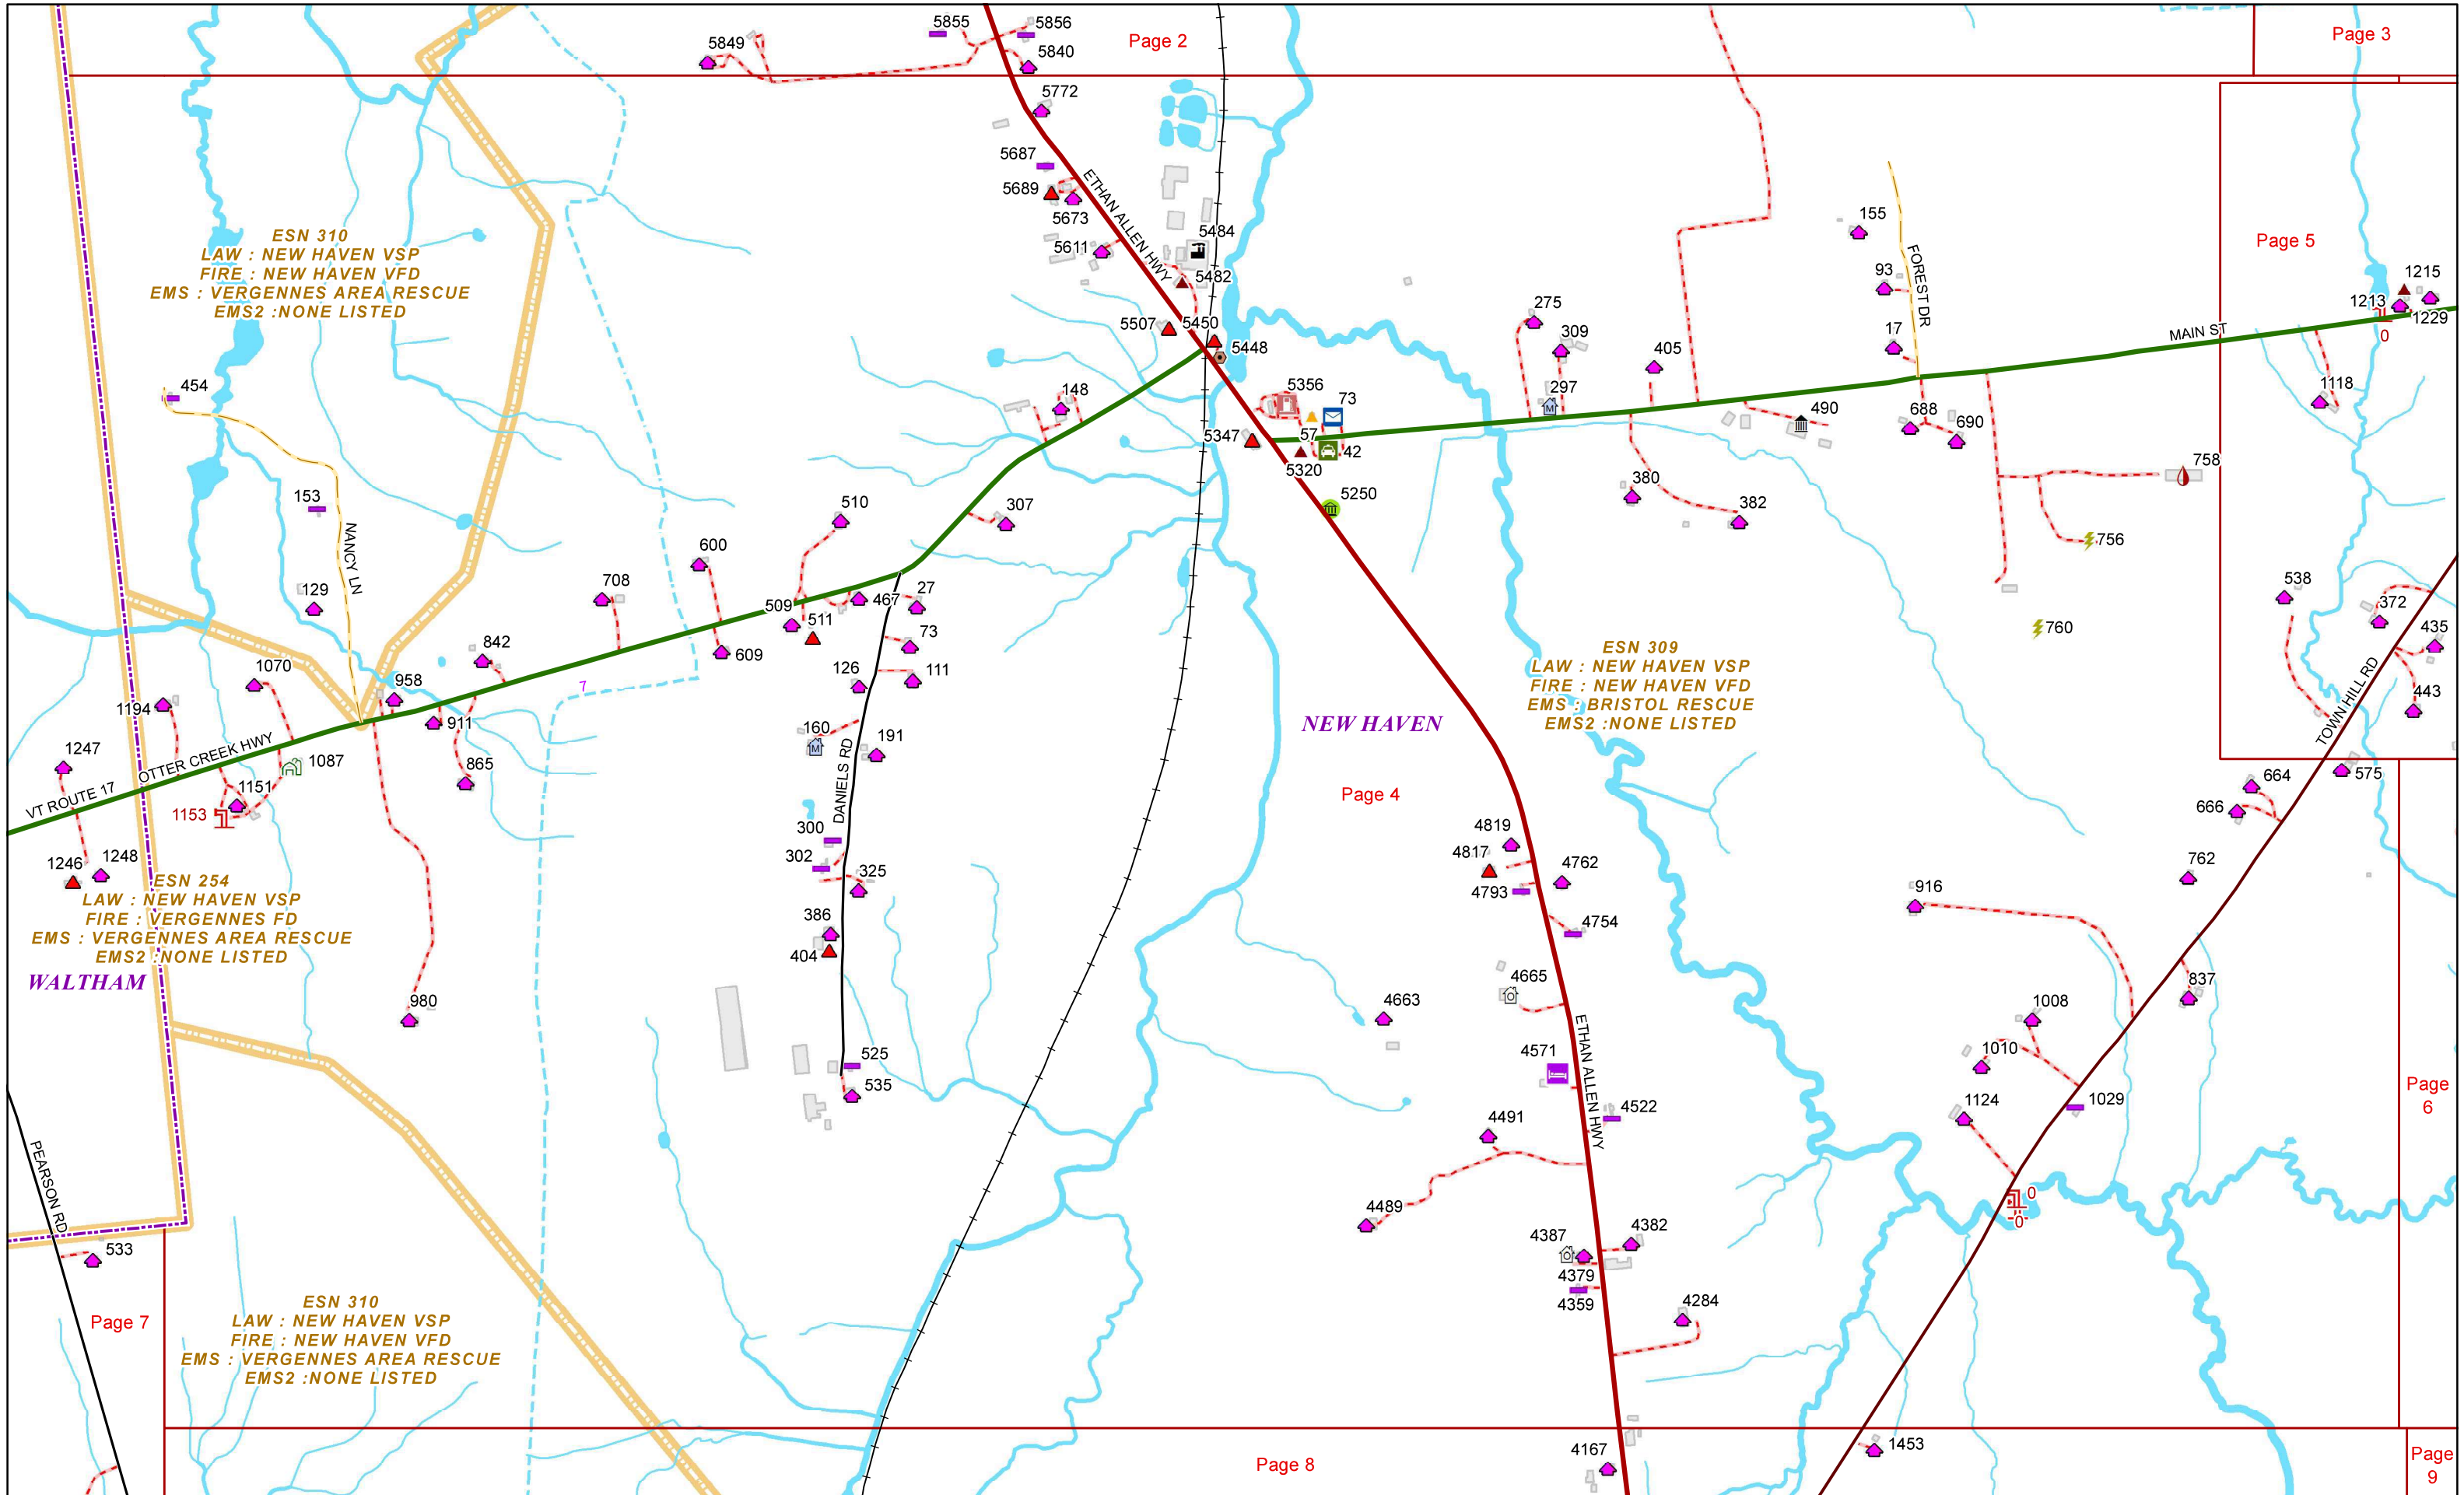 5855
5856
Page 2
Page 3
5849
5840
5772
5687
5689
ETHAN ALLEN HWY
5673
5611
5484
5482
155
FOREST DR
Page 5
ESN 310
LAW : NEW HAVEN VSP
FIRE : NEW HAVEN VFD
EMS : VERGENNES AREA RESCUE
EMS2 :NONE LISTED
93
1215
1213
1229
0
5507
5450
5448
275
309
405
17
MAIN ST
454
148
5356
73
297
490
688
690
1118
5347
57
42
5320
758
380
382
5250
756
153
NANCY LN
510
307
600
129
708
509
511
467
27
73
538
372
435
443
760
TOWN HILL RD
842
609
126
111
1070
958
7
ESN 309
LAW : NEW HAVEN VSP
FIRE : NEW HAVEN VFD
EMS : BRISTOL RESCUE
EMS2 :NONE LISTED
NEW HAVEN
1194
911
160
191
1247
OTTER CREEK HWY
1087
865
VT ROUTE 17
1151
1153
DANIELS RD
Page 4
575
664
666
300
302
325
4819
4817
4762
4793
762
1246
1248
ESN 254
LAW : NEW HAVEN VSP
FIRE : VERGENNES FD
EMS : VERGENNES AREA RESCUE
EMS2 :NONE LISTED
WALTHAM
386
404
4754
916
980
4665
4663
837
1008
1010
525
535
4571
ETHAN ALLEN HWY
4522
1124
1029
Page
6
PEARSON RD
4491
4489
0
0
533
4387
4382
4379
4359
4284
Page 7
ESN 310
LAW : NEW HAVEN VSP
FIRE : NEW HAVEN VFD
EMS : VERGENNES AREA RESCUE
EMS2 :NONE LISTED
Page 8
4167
1453
Page
9